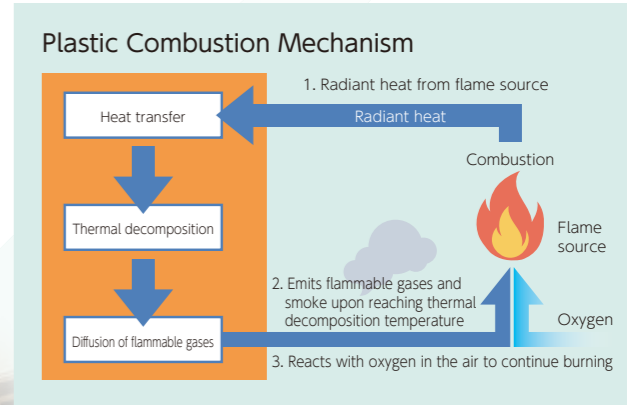 Plastic Combustion Mechanism
1. Radiant heat from flame source
Heat transfer
Radiant heat
Combustion
Thermal decomposition
Flame
source
2. Emits flammable gases and
smoke upon reaching thermal
decomposition temperature
Oxygen
Diffusion of flammable gases
3. Reacts with oxygen in the air to continue burning